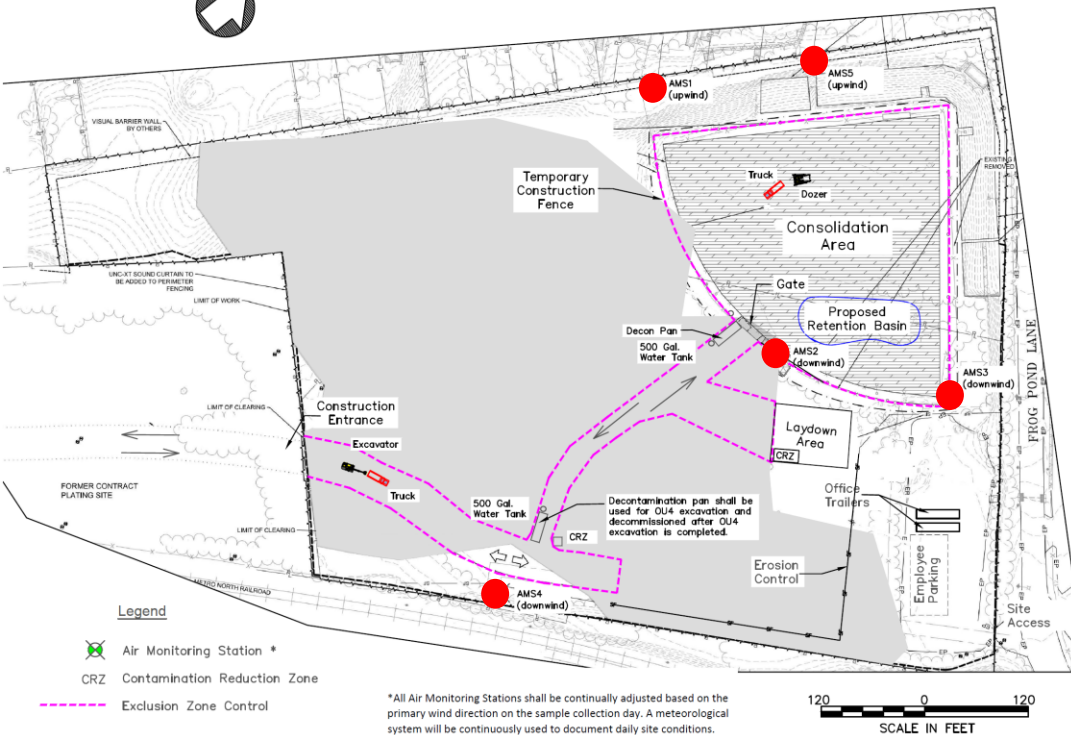 AMS5
(upwind)
AMS1
(upwind)
VISUAL BARRIER WALL
BY OTHERS
EXISTING
REMOVED
Temporary
Construction
Fence
Truck
Dozer
Consolidation
Area
UNC-XT SOUND CURTAIN TO
BE ADDED TO PERIMETER
FENCING
LIMIT OF WORK
Gate
Proposed
Retention Basin
Decon Pan
500 Gal.
Water Tank
AMS2
(downwind)
AMS3
(downwind)
FROG POND LANE
LIMIT OF CLEARING
Construction
Entrance
Excavator
Laydown
Area
CRZ
Truck
FORMER CONTRACT
PLATING SITE
500 Gal.
Water Tank
Decontamination pan shall be
used for OU4 excavation and
decommissioned after OU4
excavation is completed.
Office
Trailers
LIMIT OF CLEARING
CRZ
Erosion
Control
Employee
Parking
METRO NORTH RAILROAD
AMS4
(downwind)
Site
Access
Legend
Air Monitoring Station *
CRZ Contamination Reduction Zone
Exclusion Zone Control
*All Air Monitoring Stations shall be continually adjusted based on the
primary wind direction on the sample collection day. A meteorological
system will be continuously used to document daily site conditions.
120 0 120
SCALE IN FEET